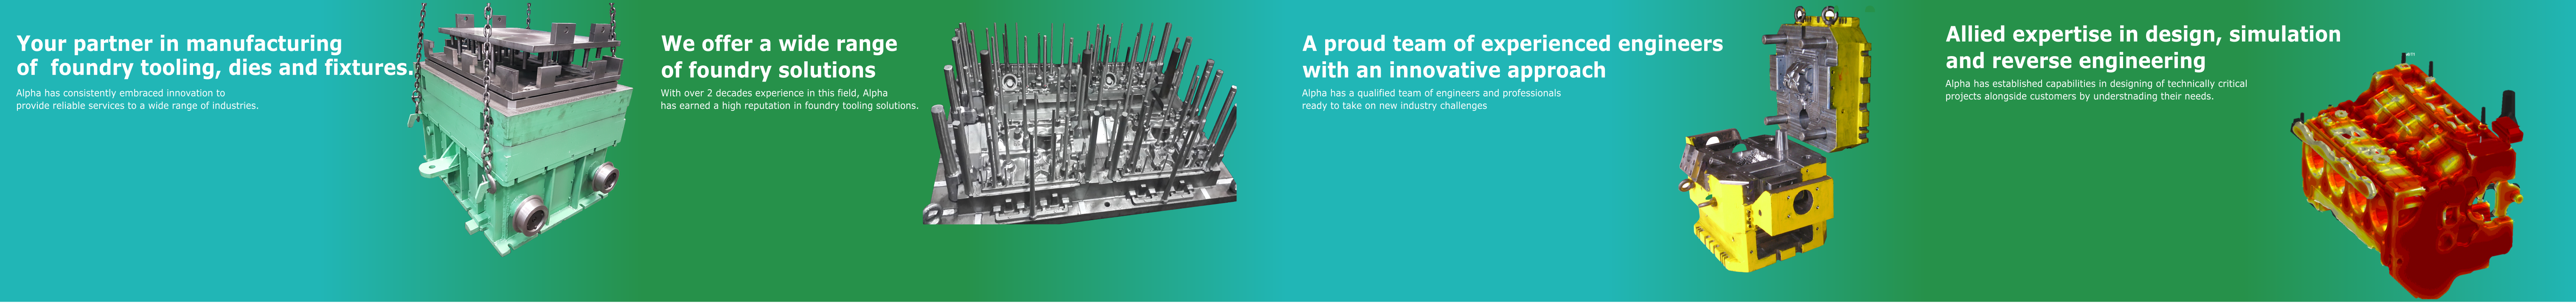 Your partner in manufacturing
of  foundry tooling, dies and fixtures.
Alpha has consistently embraced innovation to
provide reliable services to a wide range of industries.
We offer a wide range
of foundry solutions
With over 2 decades experience in this field, Alpha
has earned a high reputation in foundry tooling solutions.
A proud team of experienced engineers
with an innovative approach
Alpha has a qualified team of engineers and professionals
ready to take on new industry challenges
Allied expertise in design, simulation
and reverse engineering
Alpha has established capabilities in designing of technically critical
projects alongside customers by understnading their needs.